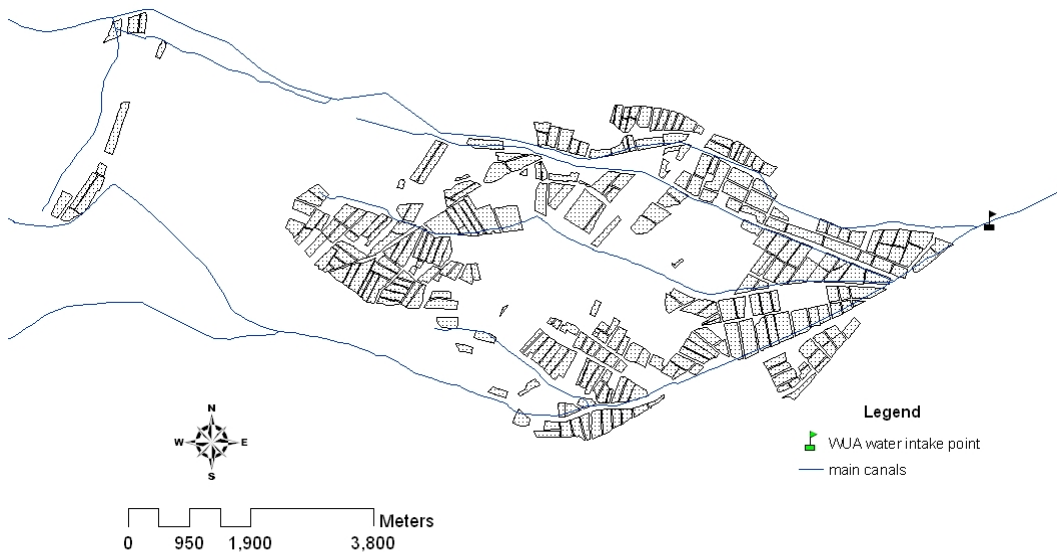 Legend
WUA water intake point
main canals
N
W E
S
Meters
0 950 1,900 3,800